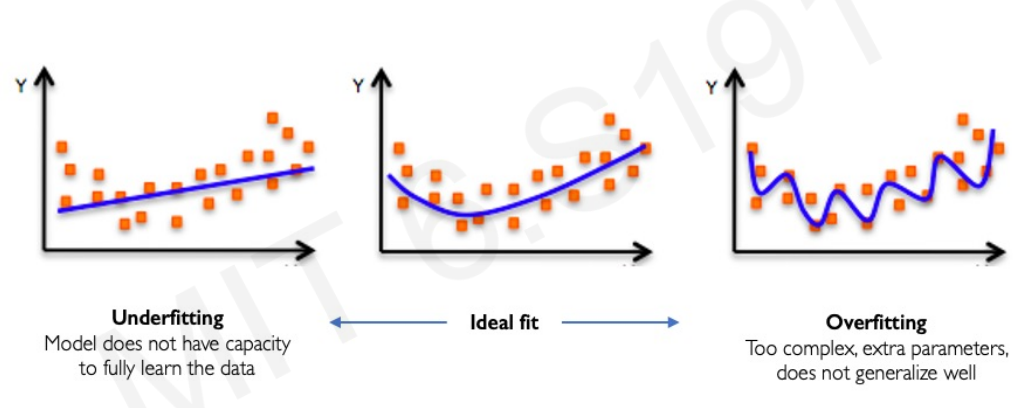 MIT 6.S191
Y
Y
Y
Underfitting
Model does not have capacity
to fully learn the data
Ideal fit
Overfitting
Too complex, extra parameters,
does not generalize well